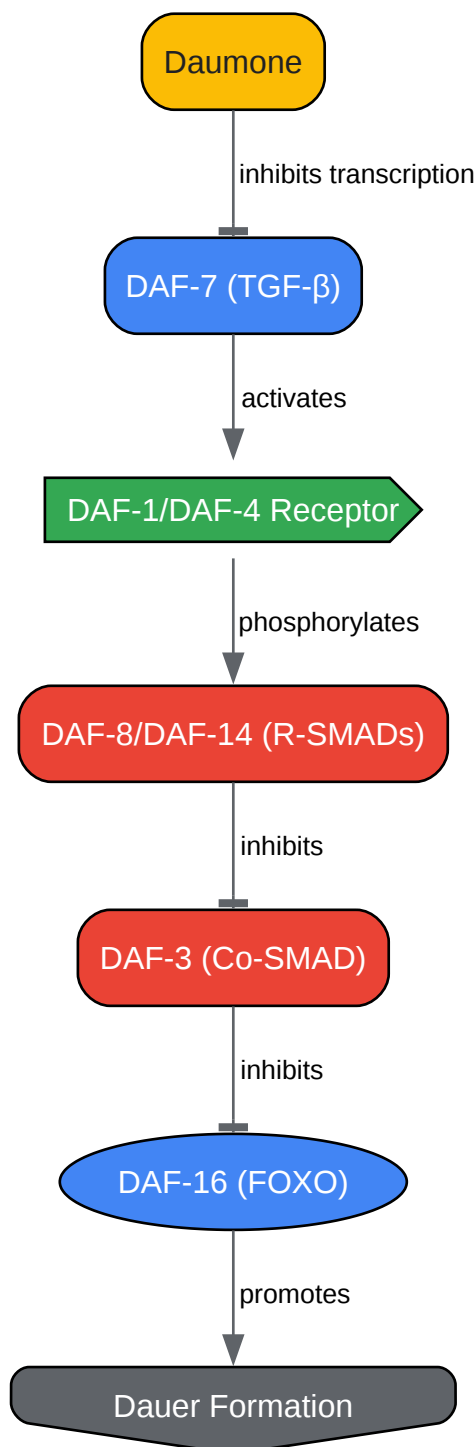 Daumone
inhibits transcription
DAF-7 (TGF-β)
activates
DAF-1/DAF-4 Receptor
phosphorylates
DAF-8/DAF-14 (R-SMADs)
inhibits
DAF-3 (Co-SMAD)
inhibits
DAF-16 (FOXO)
promotes
Dauer Formation